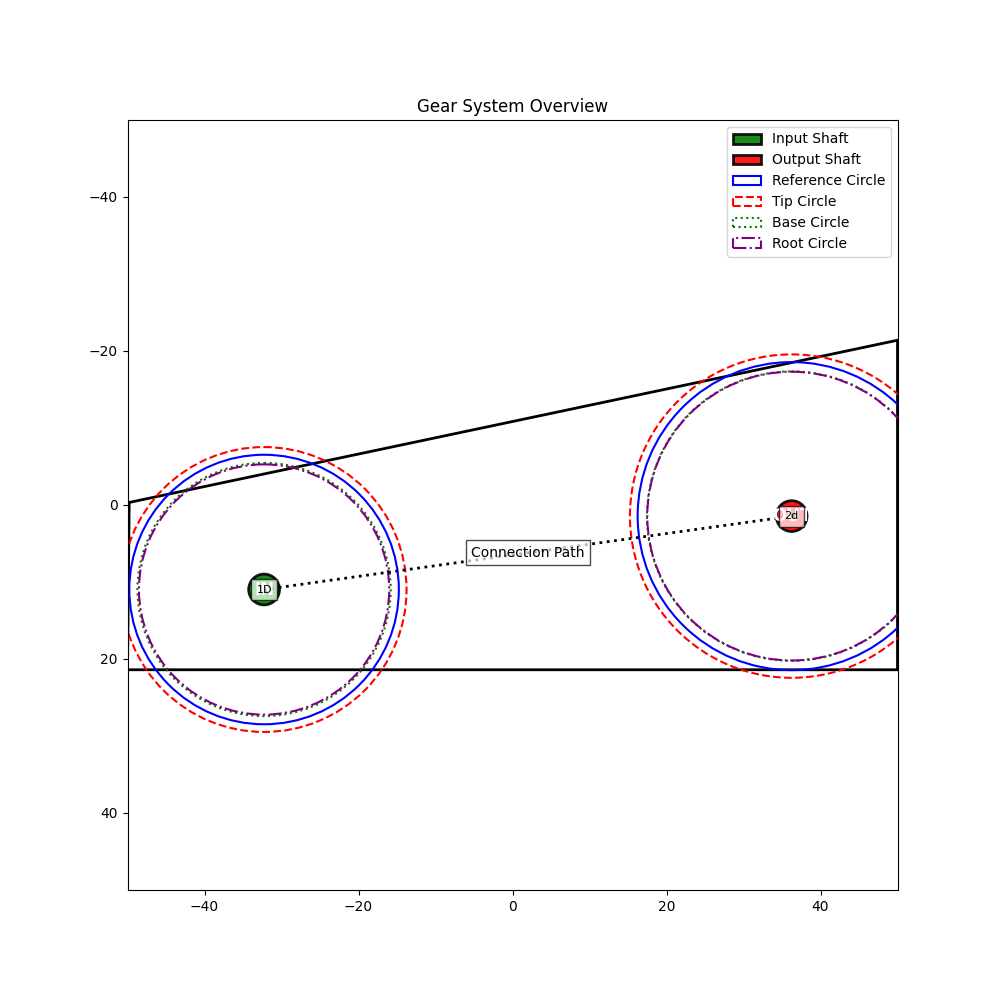 Gear System Overview
Input Shaft
Output Shaft
Reference Circle
Tip Circle
Base Circle
Root Circle
−40
−20
0
20
40
2d
Connection Path
1D
−40
−20
0
20
40